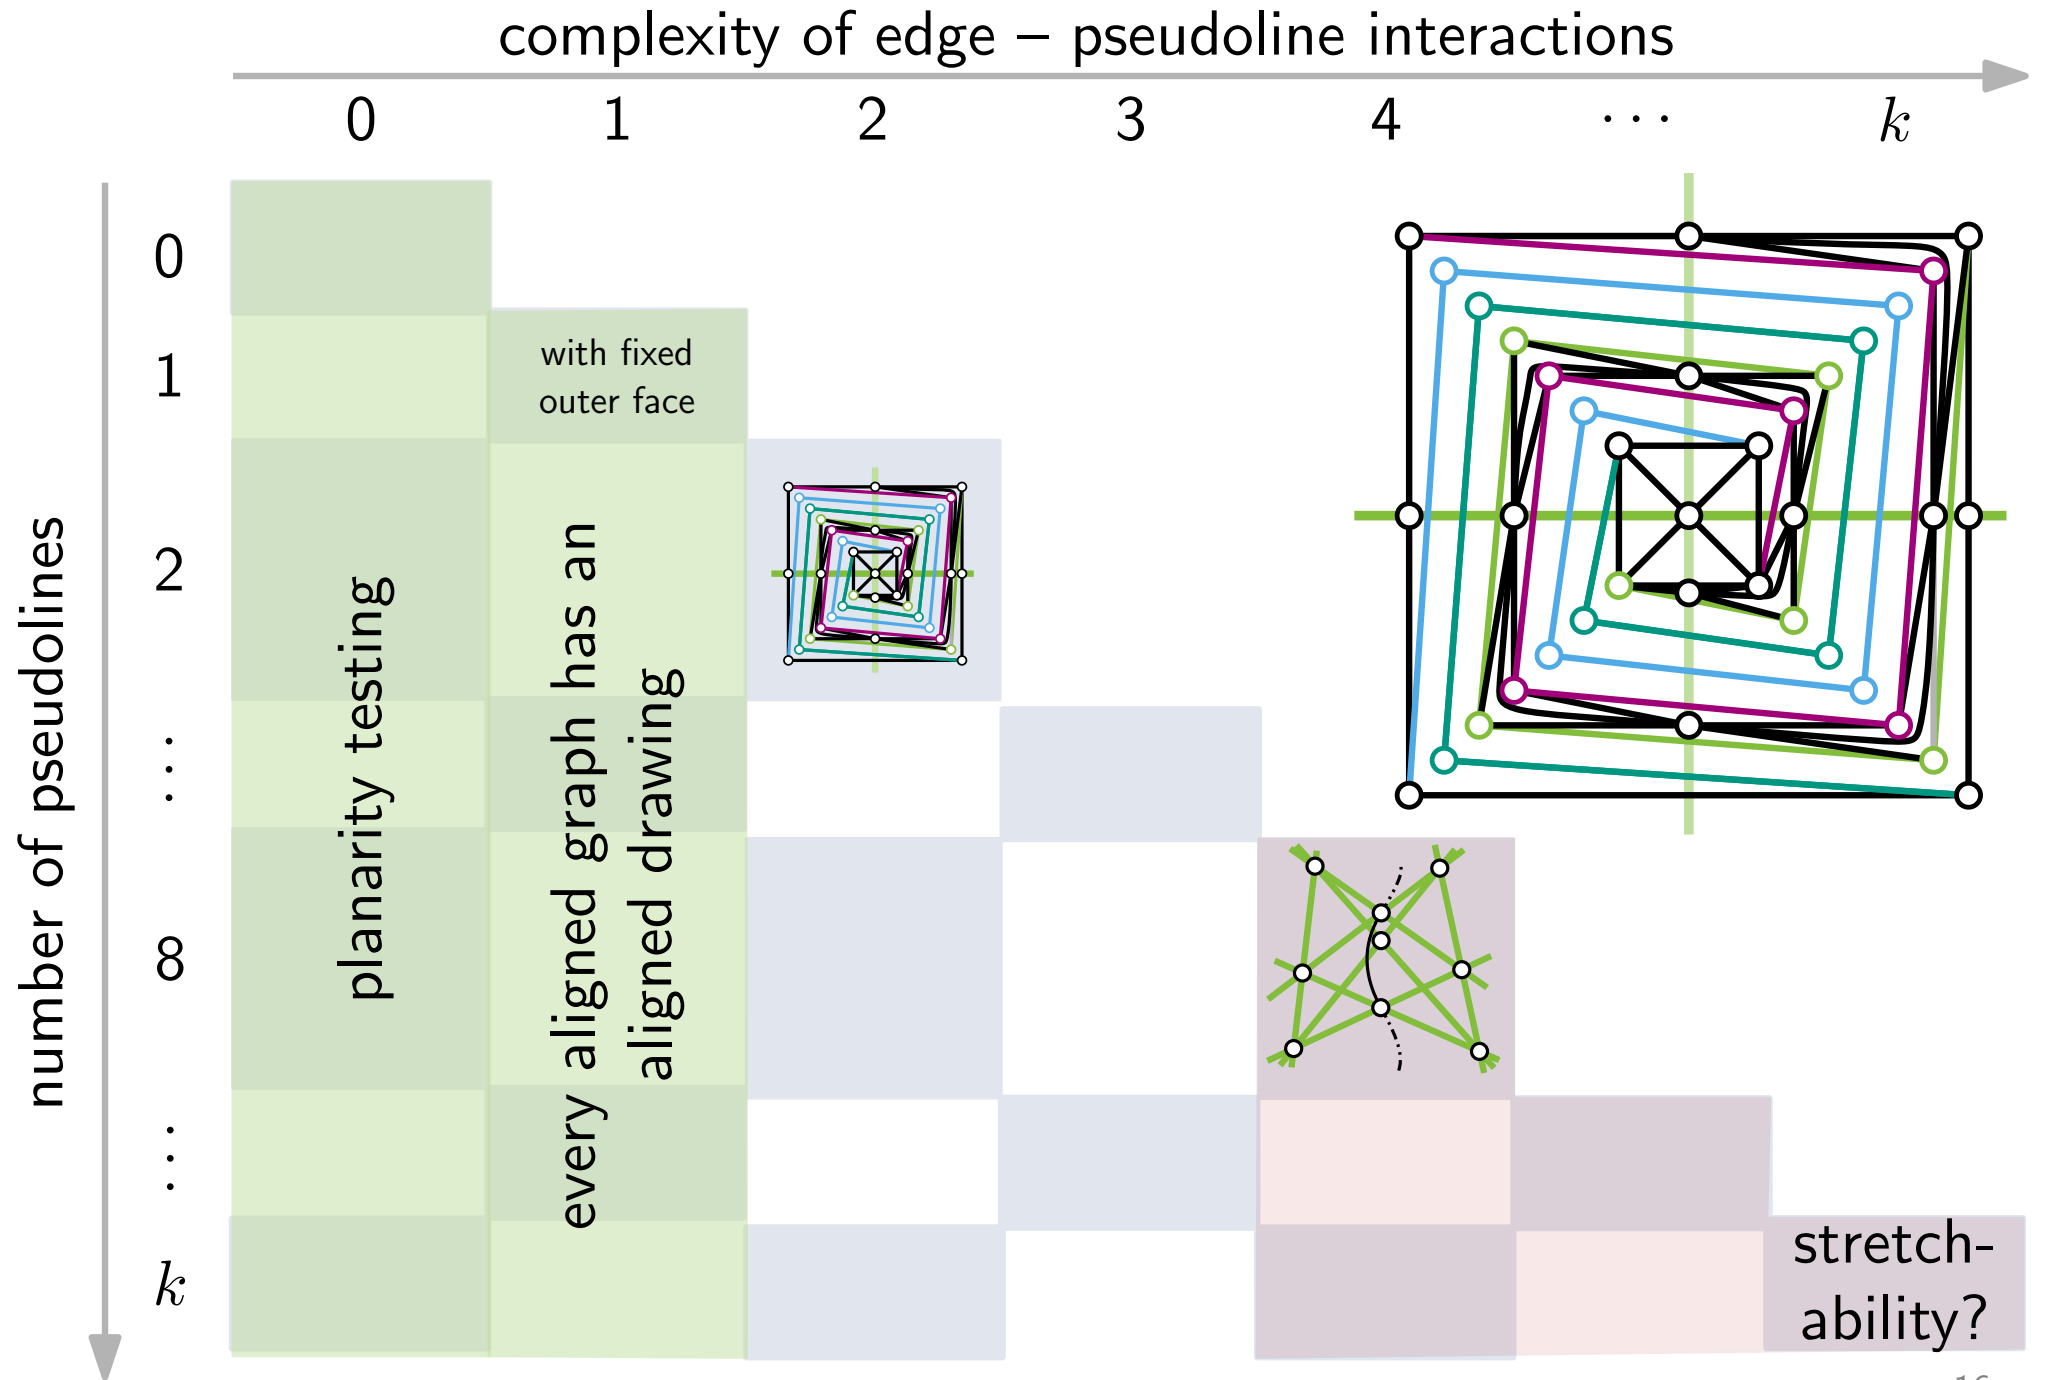 complexity of edge – pseudoline interactions
0 1 2 3 4 ··· k
number of pseudolines
0
1
2
⋮
8
⋮
k
planarity testing
with fixed
outer face
every aligned graph has an
aligned drawing
stretch-
ability?